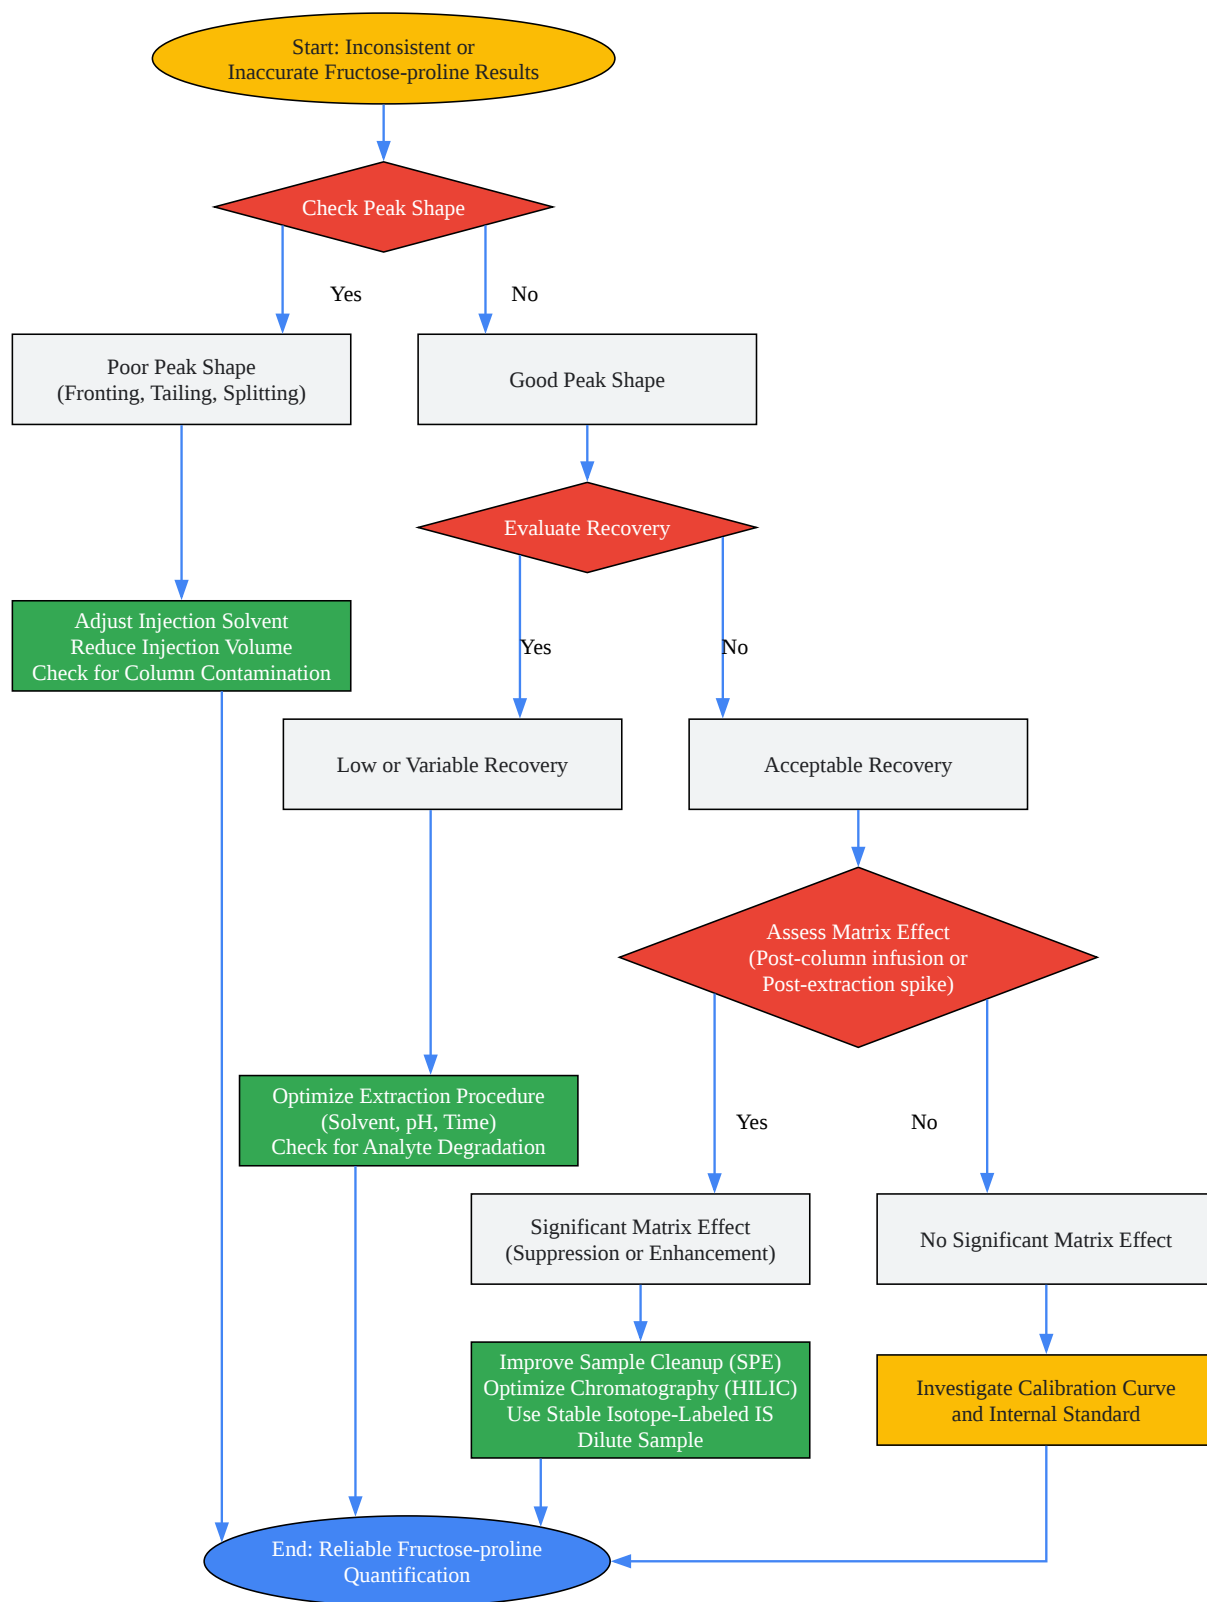 Start: Inconsistent or
Inaccurate Fructose-proline Results
Check Peak Shape
Yes
No
Poor Peak Shape
(Fronting, Tailing, Splitting)
Good Peak Shape
Evaluate Recovery
Adjust Injection Solvent
Reduce Injection Volume
Check for Column Contamination
Yes
No
Low or Variable Recovery
Acceptable Recovery
Assess Matrix Effect
(Post-column infusion or
Post-extraction spike)
Optimize Extraction Procedure
(Solvent, pH, Time)
Check for Analyte Degradation
Yes
No
Significant Matrix Effect
(Suppression or Enhancement)
No Significant Matrix Effect
Improve Sample Cleanup (SPE)
Optimize Chromatography (HILIC)
Use Stable Isotope-Labeled IS
Dilute Sample
Investigate Calibration Curve
and Internal Standard
End: Reliable Fructose-proline
Quantification